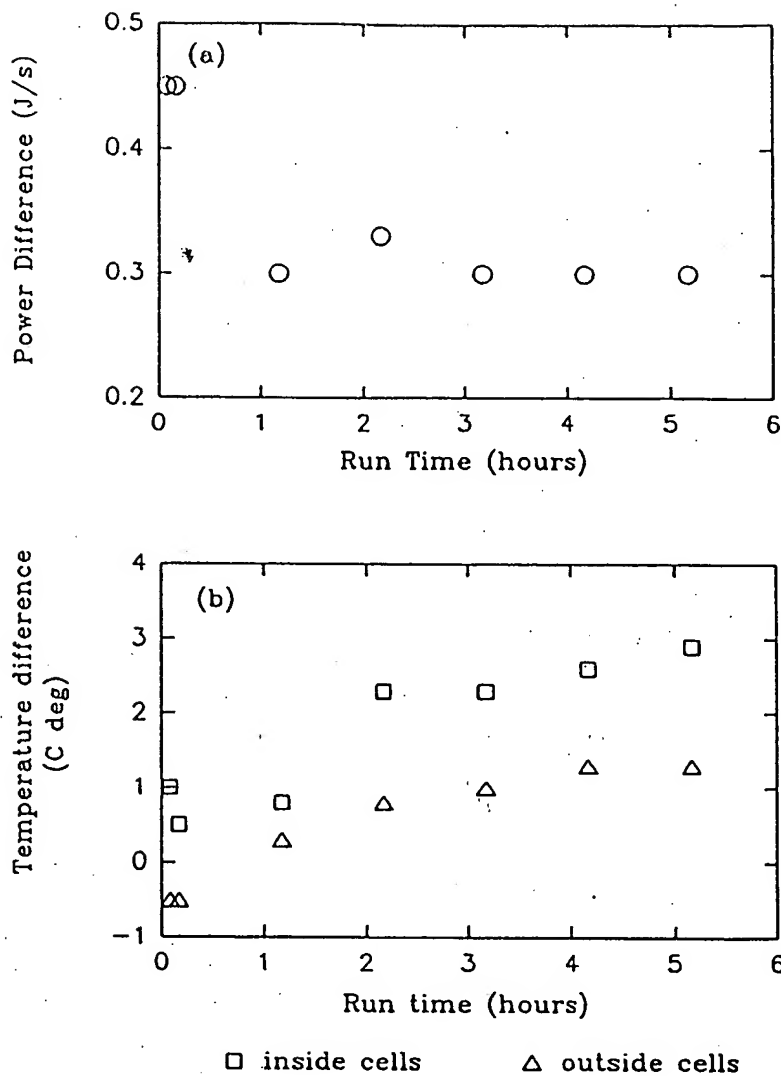 0.5
(a)
0.4
0.3
0.2
Power Difference (J/s)
0 1 2 3 4 5 6
Run Time (hours)
4
(b)
3
2
1
0
−1
Temperature difference
(C deg)
0 1 2 3 4 5 6
Run time (hours)
inside cells outside cells